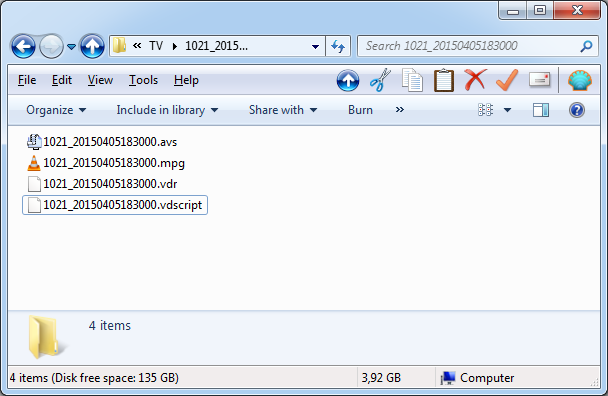 « TV 1021_2015... Search 1021_20150405183000
File Edit View Tools Help
Organize Include in library Share with Burn »
1021_20150405183000.avs
1021_20150405183000.mpg
1021_20150405183000.vdr
1021_20150405183000.vdscript
4 items
4 items (Disk free space: 135 GB) 3,92 GB Computer